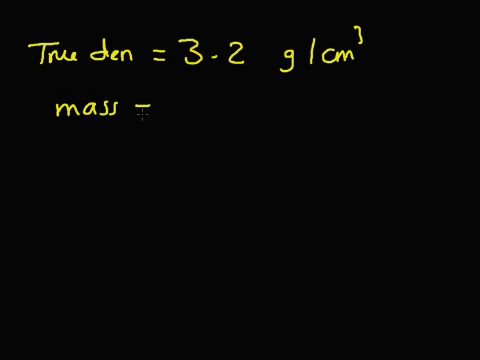 True den = 3.2 g/cm³
mass =